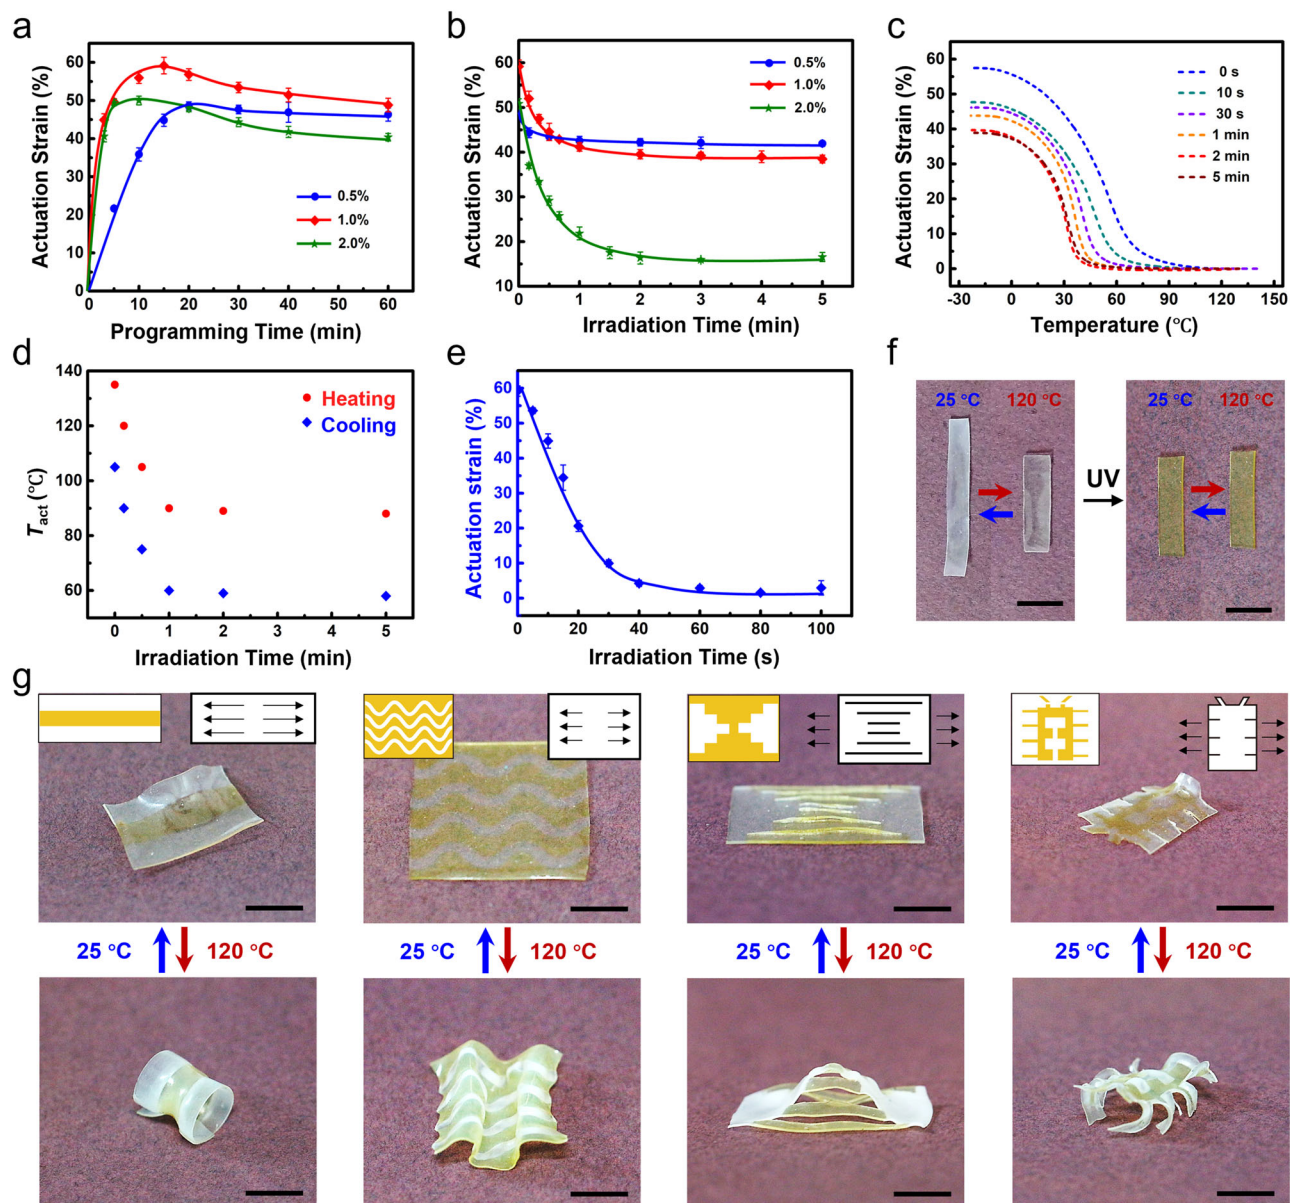 a
Actuation Strain (%)
60
50
40
30
20
10
0
0.5%
1.0%
2.0%
0 10 20 30 40 50 60
Programming Time (min)
b
Actuation Strain (%)
65
60
55
50
45
40
35
30
25
20
15
10
0.5%
1.0%
2.0%
0 1 2 3 4 5
Irradiation Time (min)
c
Actuation Strain (%)
60
50
40
30
20
10
0
0 s
10 s
30 s
1 min
2 min
5 min
-30 0 30 60 90 120 150
Temperature (℃)
d
Tact (℃)
140
120
100
80
60
Heating
Cooling
0 1 2 3 4 5
Irradiation Time (min)
e
Actuation strain (%)
60
50
40
30
20
10
0
0 20 40 60 80 100
Irradiation Time (s)
f
25 °C 120 °C
UV
25 °C 120 °C
g
25 °C 120 °C
25 °C 120 °C
25 °C 120 °C
25 °C 120 °C